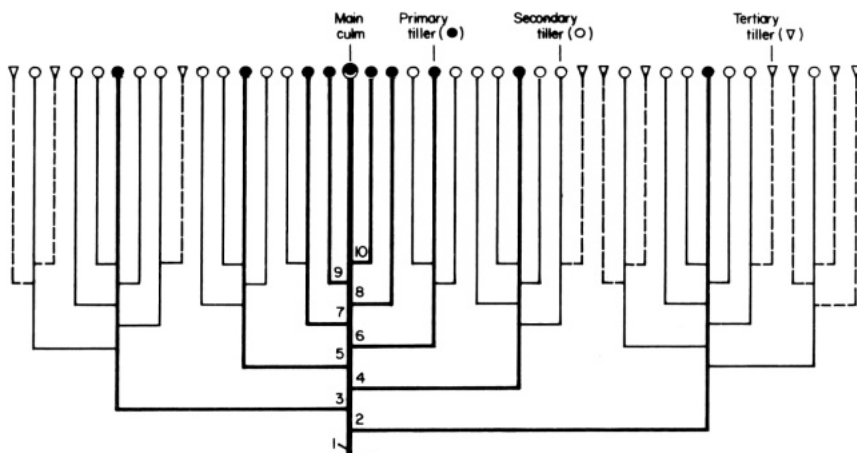 Main
culm
Primary
tiller (●)
Secondary
tiller (○)
Tertiary
tiller (▽)
10
9
8
7
6
5
4
3
2
1